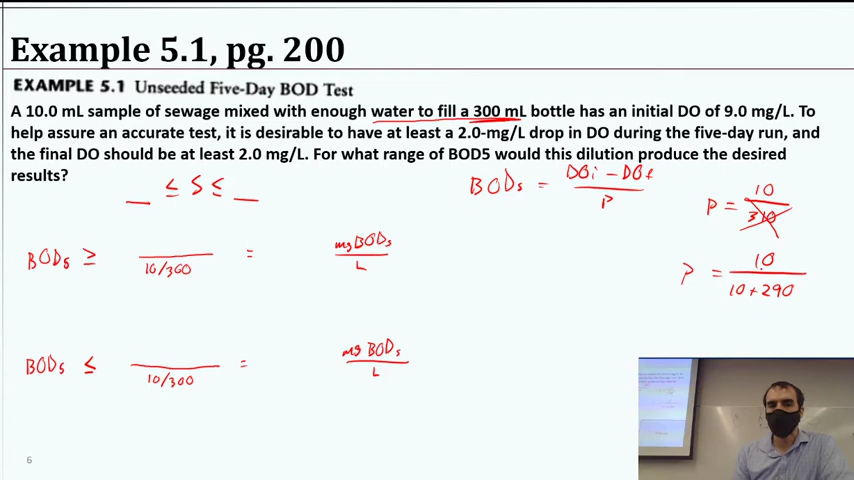 Example 5.1, pg. 200
EXAMPLE 5.1 Unseeded Five-Day BOD Test
A 10.0 mL sample of sewage mixed with enough water to fill a 300 mL bottle has an initial DO of 9.0 mg/L. To
help assure an accurate test, it is desirable to have at least a 2.0-mg/L drop in DO during the five-day run, and
the final DO should be at least 2.0 mg/L. For what range of BOD5 would this dilution produce the desired
results?
__ ≤ 5 ≤ __
BOD5 = DOi - DOf
P
P = 10
310
BOD5 ≥ =
10/300
mg BOD5
L
P = 10
10 + 290
BOD5 ≤ =
10/300
mg BOD5
L
6